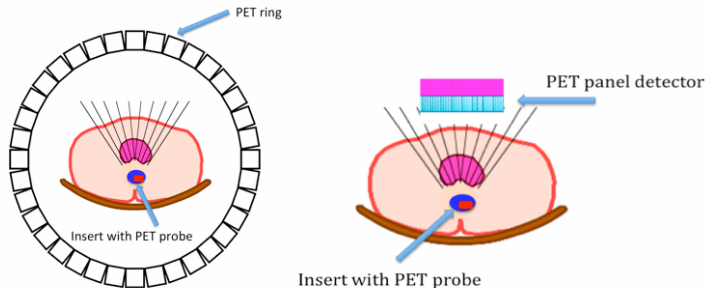 PET ring
PET panel detector
Insert with PET probe
Insert with PET probe